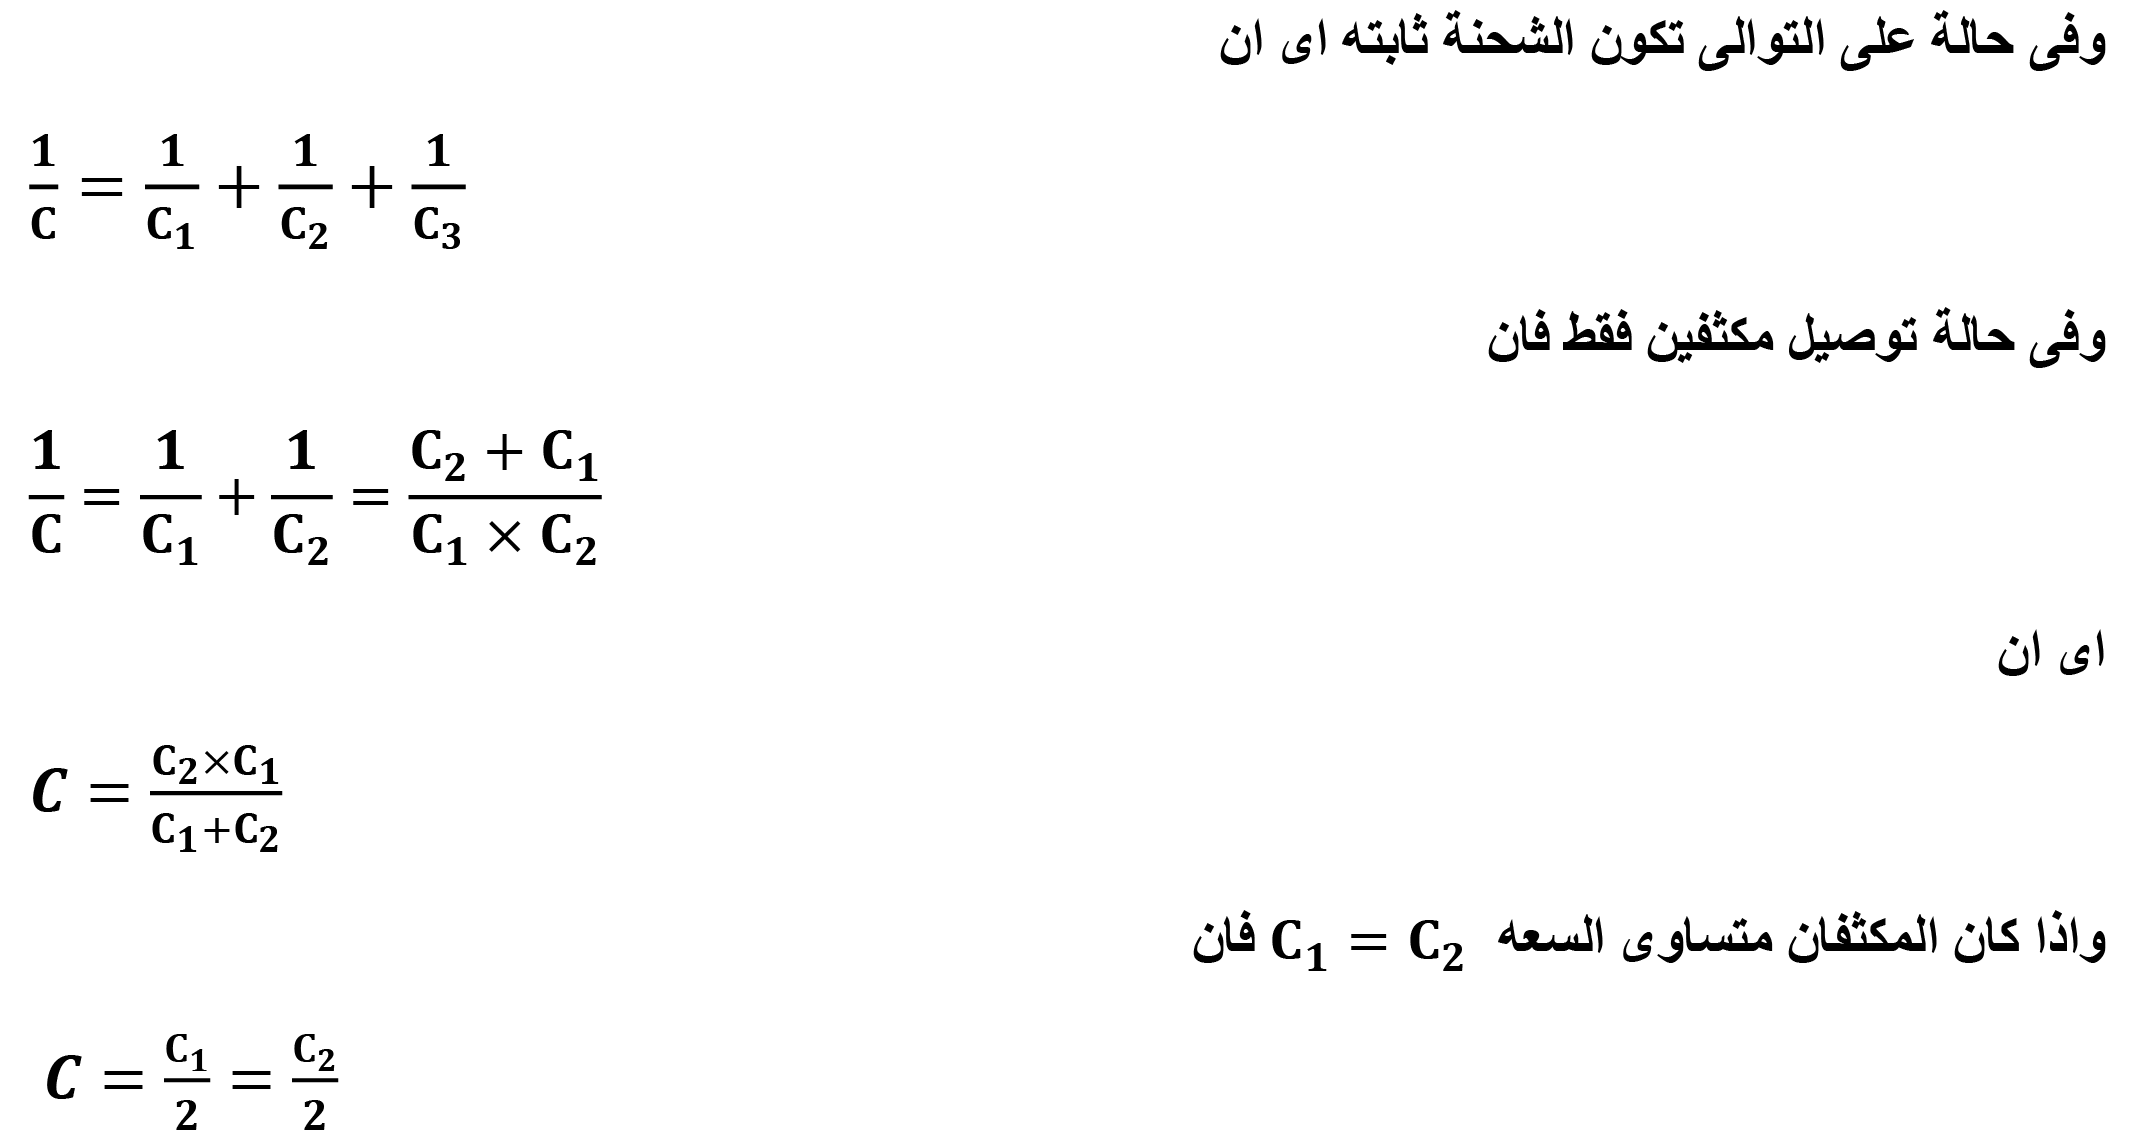 وفى حالة على التوالى تكون الشحنة ثابته اى ان
1/C = 1/C₁ + 1/C₂ + 1/C₃
وفى حالة توصيل مكثفين فقط فان
1/C = 1/C₁ + 1/C₂ = (C₂ + C₁)/(C₁ × C₂)
اى ان
C = (C₂×C₁)/(C₁+C₂)
واذا كان المكثفان متساوى السعه C₁ = C₂ فان
C = C₁/2 = C₂/2